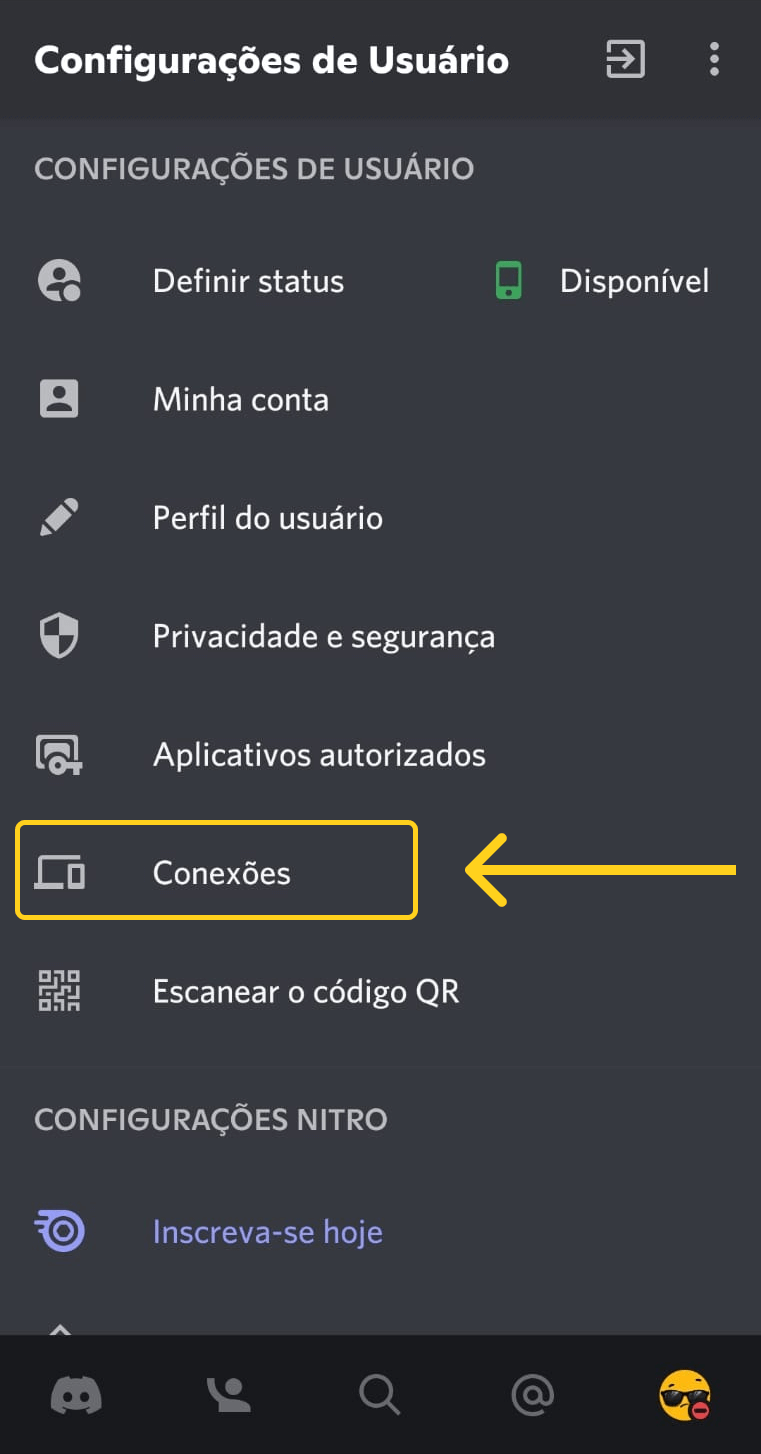 Configurações de Usuário
CONFIGURAÇÕES DE USUÁRIO
Definir status Disponível
Minha conta
Perfil do usuário
Privacidade e segurança
Aplicativos autorizados
Conexões
Escanear o código QR
CONFIGURAÇÕES NITRO
Inscreva-se hoje